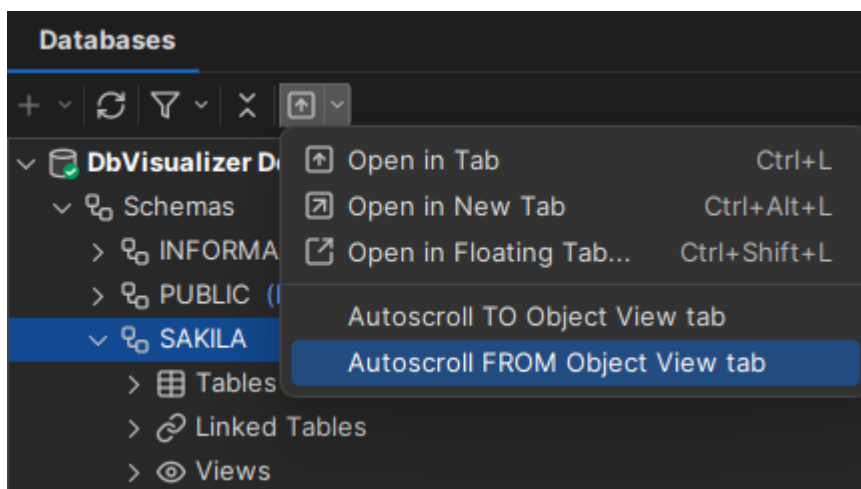 Databases
DbVisualizer
Schemas
INFORMA
PUBLIC
SAKILA
Tables
Linked Tables
Views
Open in Tab Ctrl+L
Open in New Tab Ctrl+Alt+L
Open in Floating Tab... Ctrl+Shift+L
Autoscroll TO Object View tab
Autoscroll FROM Object View tab